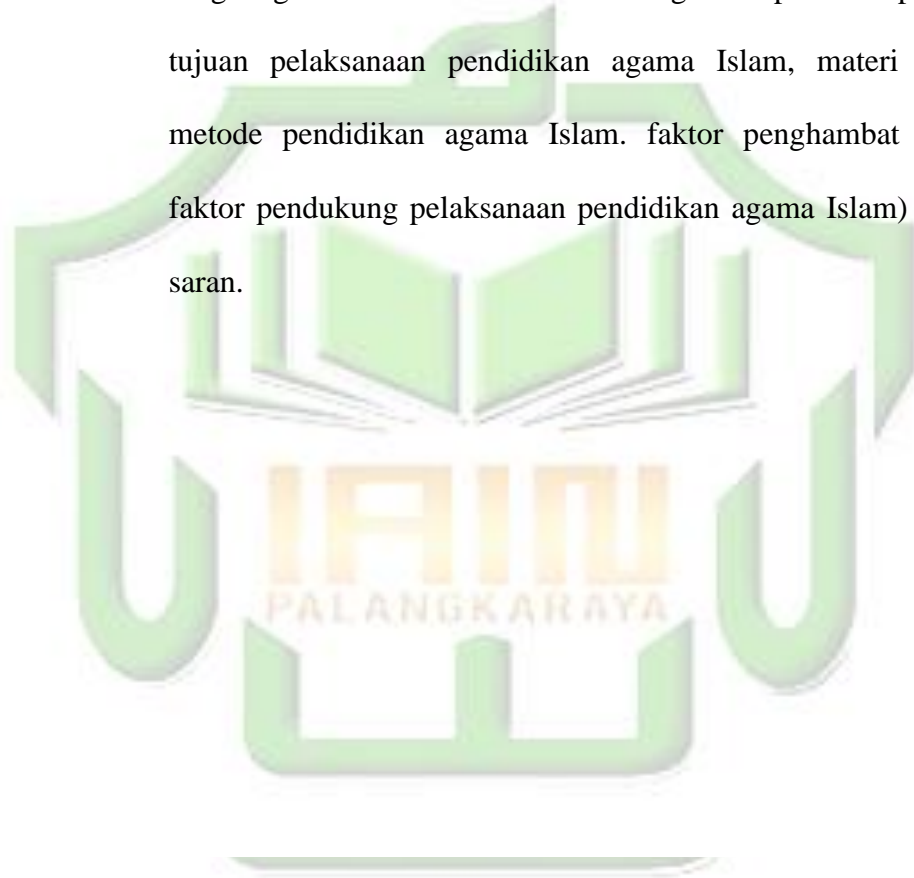 tujuan pelaksanaan pendidikan agama Islam, materi
metode pendidikan agama Islam. faktor penghambat
faktor pendukung pelaksanaan pendidikan agama Islam)
saran.
IAIN
PALANGKARAYA